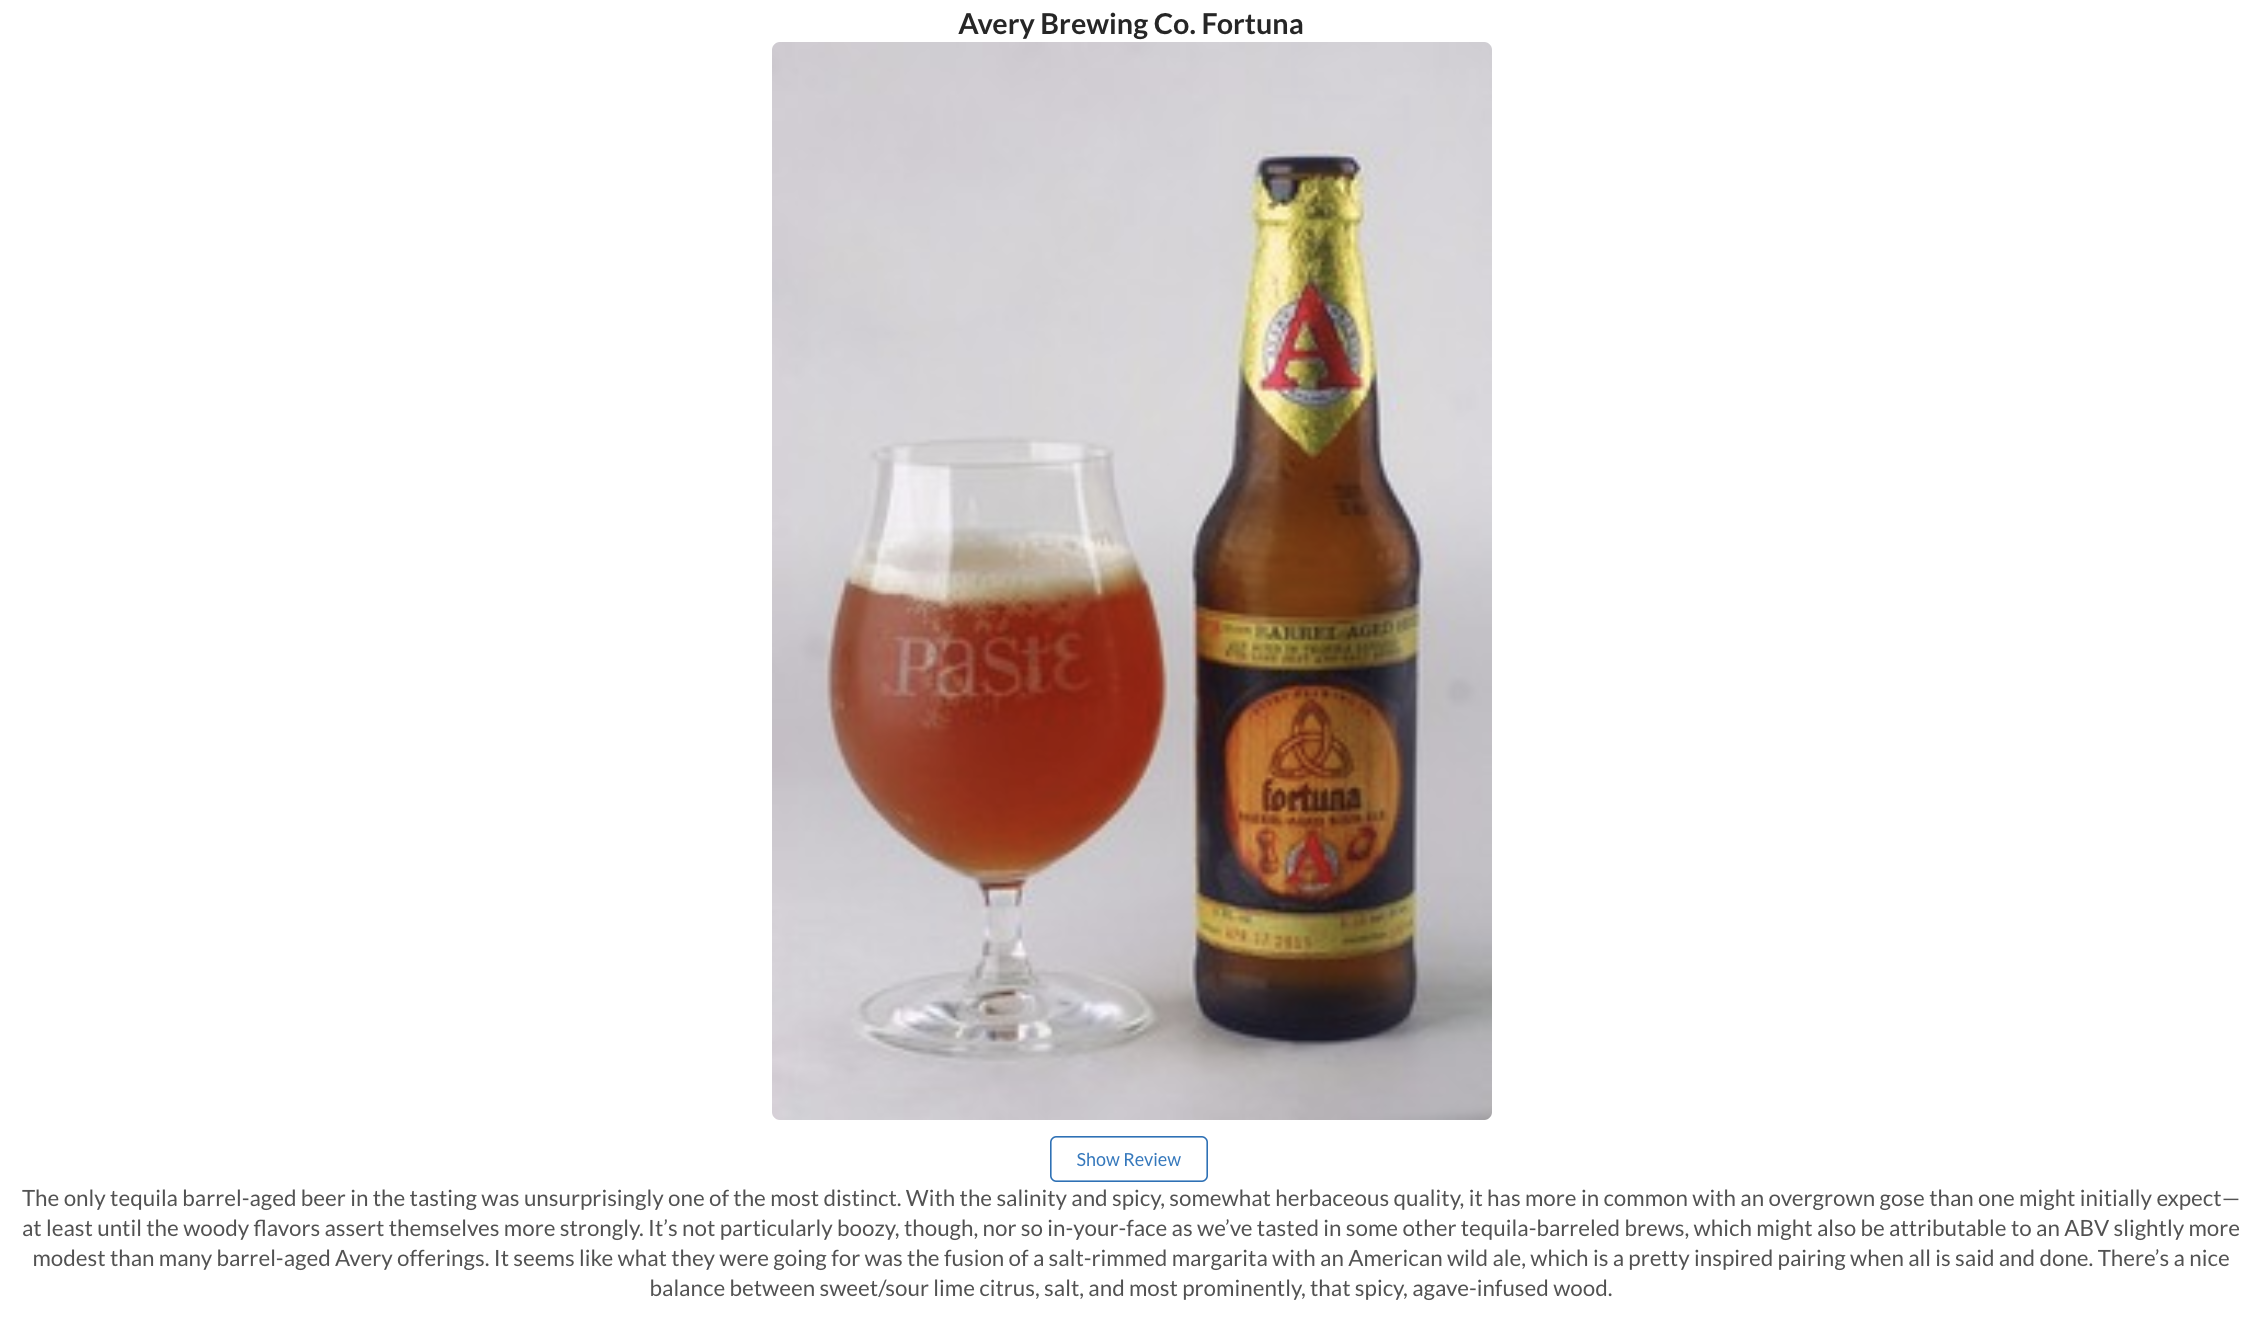 Avery Brewing Co. Fortuna
A
PaStE
BARREL-AGED
fortuna
BARREL-AGED SOUR ALE
A
APR 17 2015
Show Review
The only tequila barrel-aged beer in the tasting was unsurprisingly one of the most distinct. With the salinity and spicy, somewhat herbaceous quality, it has more in common with an overgrown gose than one might initially expect—
at least until the woody flavors assert themselves more strongly. It’s not particularly boozy, though, nor so in-your-face as we’ve tasted in some other tequila-barreled brews, which might also be attributable to an ABV slightly more
modest than many barrel-aged Avery offerings. It seems like what they were going for was the fusion of a salt-rimmed margarita with an American wild ale, which is a pretty inspired pairing when all is said and done. There’s a nice
balance between sweet/sour lime citrus, salt, and most prominently, that spicy, agave-infused wood.